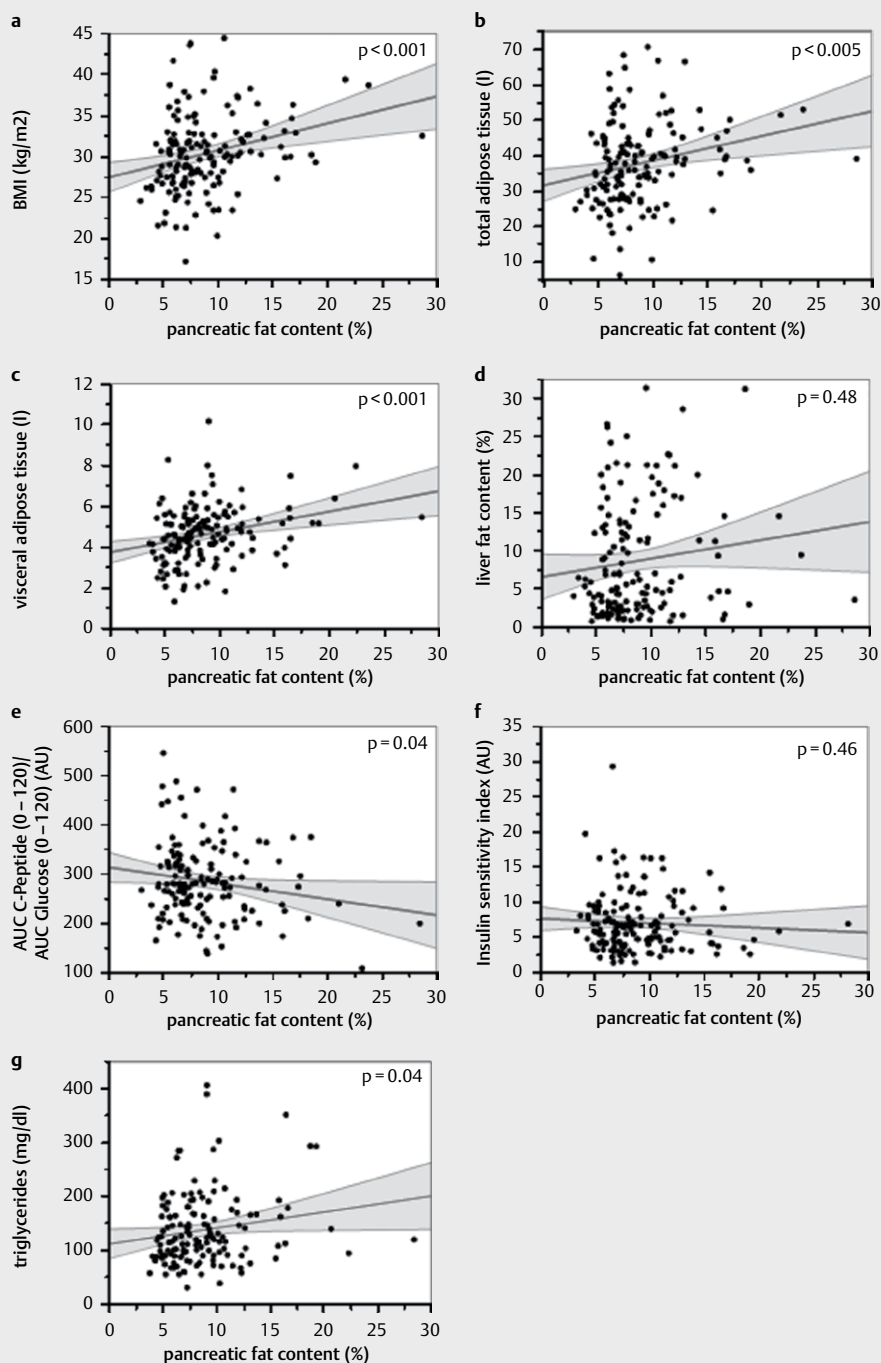 a
p < 0.001
45
40
35
30
25
20
15
BMI (kg/m2)
0 5 10 15 20 25 30
pancreatic fat content (%)
b
p < 0.005
70
60
50
40
30
20
10
total adipose tissue (l)
0 5 10 15 20 25 30
pancreatic fat content (%)
c
p < 0.001
12
10
8
6
4
2
0
visceral adipose tissue (l)
0 5 10 15 20 25 30
pancreatic fat content (%)
d
p = 0.48
30
25
20
15
10
5
0
liver fat content (%)
0 5 10 15 20 25 30
pancreatic fat content (%)
e
p = 0.04
600
500
400
300
200
100
AUC C-Peptide (0 – 120)/
AUC Glucose (0 – 120) (AU)
0 5 10 15 20 25 30
pancreatic fat content (%)
f
p = 0.46
35
30
25
20
15
10
5
0
Insulin sensitivity index (AU)
0 5 10 15 20 25 30
pancreatic fat content (%)
g
p = 0.04
400
300
200
100
0
triglycerides (mg/dl)
0 5 10 15 20 25 30
pancreatic fat content (%)